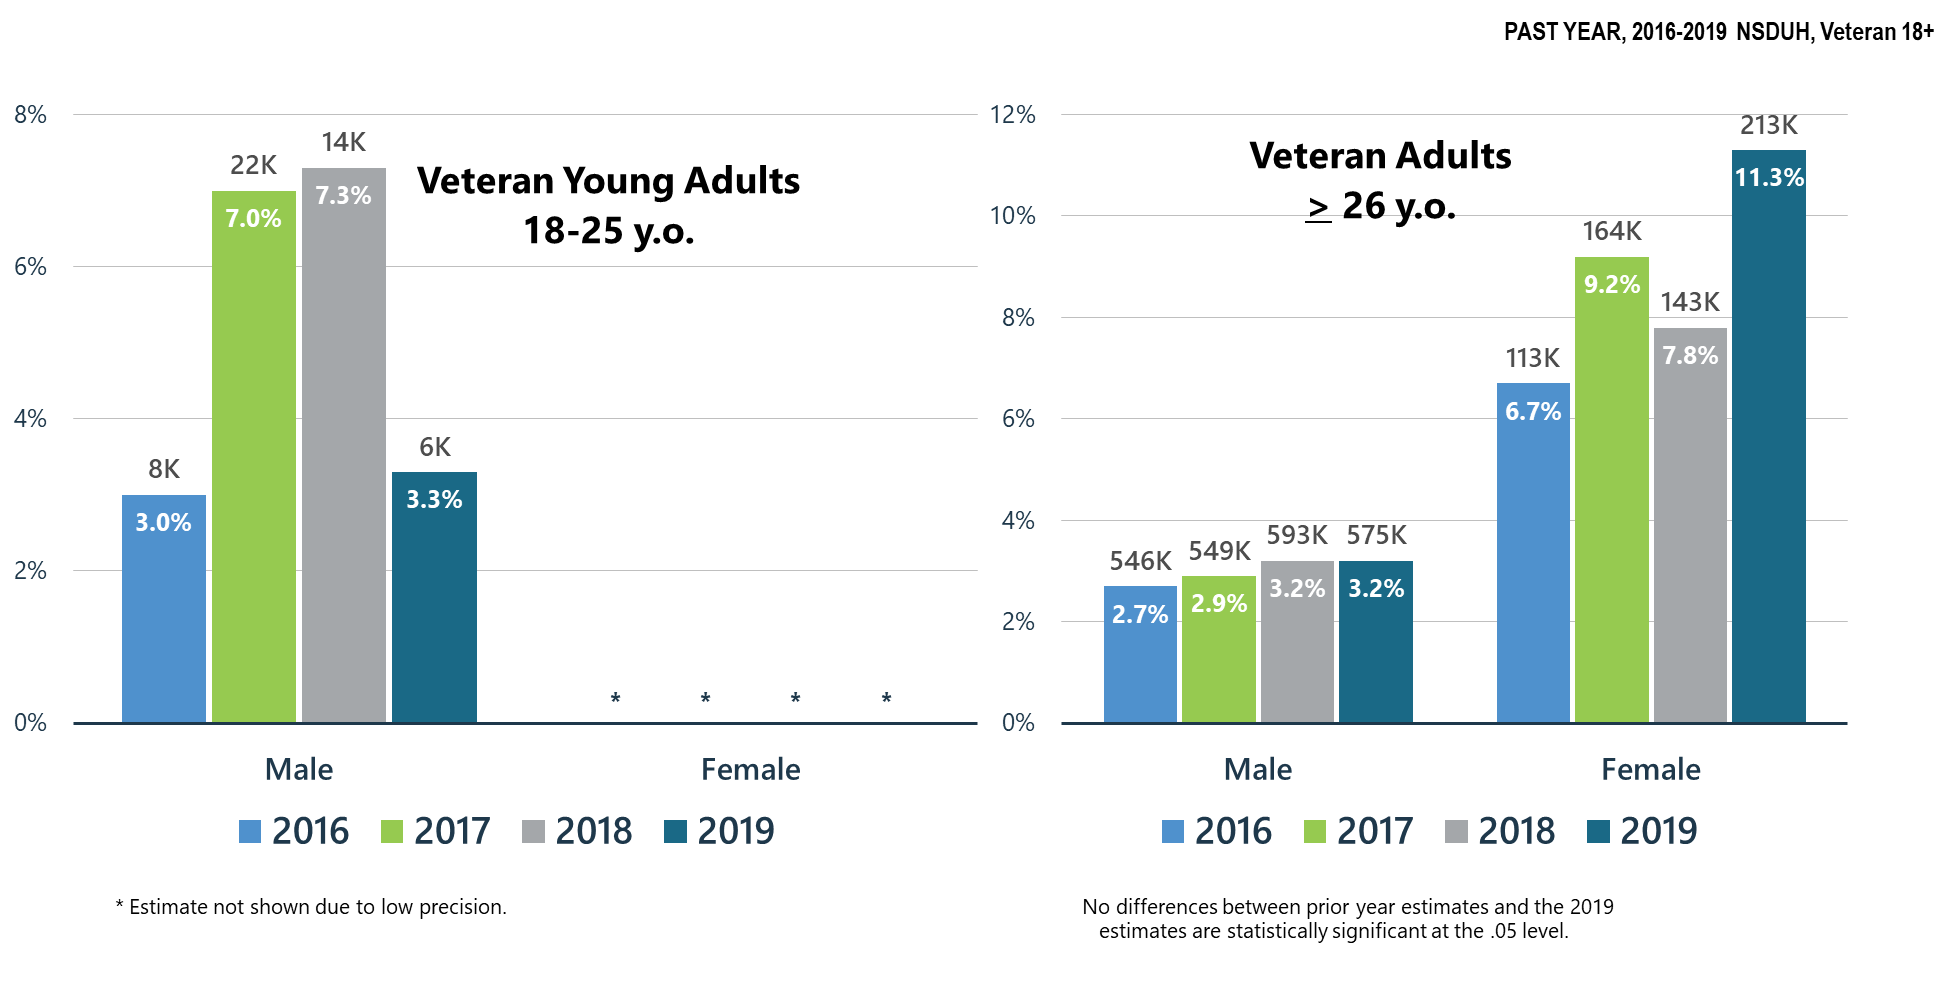 PAST YEAR, 2016-2019 NSDUH, Veteran 18+
Veteran Young Adults
18-25 y.o.
8%
6%
4%
2%
0%
8K
22K
14K
6K
3.0%
7.0%
7.3%
3.3%
* * * *
Male Female
2016 2017 2018 2019
* Estimate not shown due to low precision.
Veteran Adults
> 26 y.o.
12%
10%
8%
6%
4%
2%
0%
546K
549K
593K
575K
2.7%
2.9%
3.2%
3.2%
113K
164K
143K
213K
6.7%
9.2%
7.8%
11.3%
Male Female
2016 2017 2018 2019
No differences between prior year estimates and the 2019
estimates are statistically significant at the .05 level.